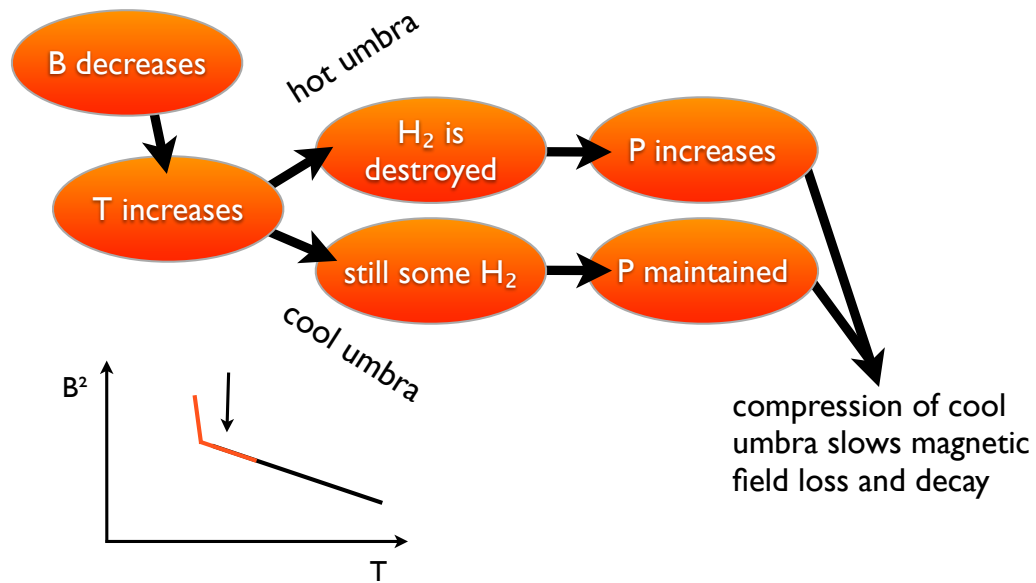 B decreases
hot umbra
H₂ is
destroyed
P increases
T increases
still some H₂
P maintained
cool umbra
B²
compression of cool
umbra slows magnetic
field loss and decay
T